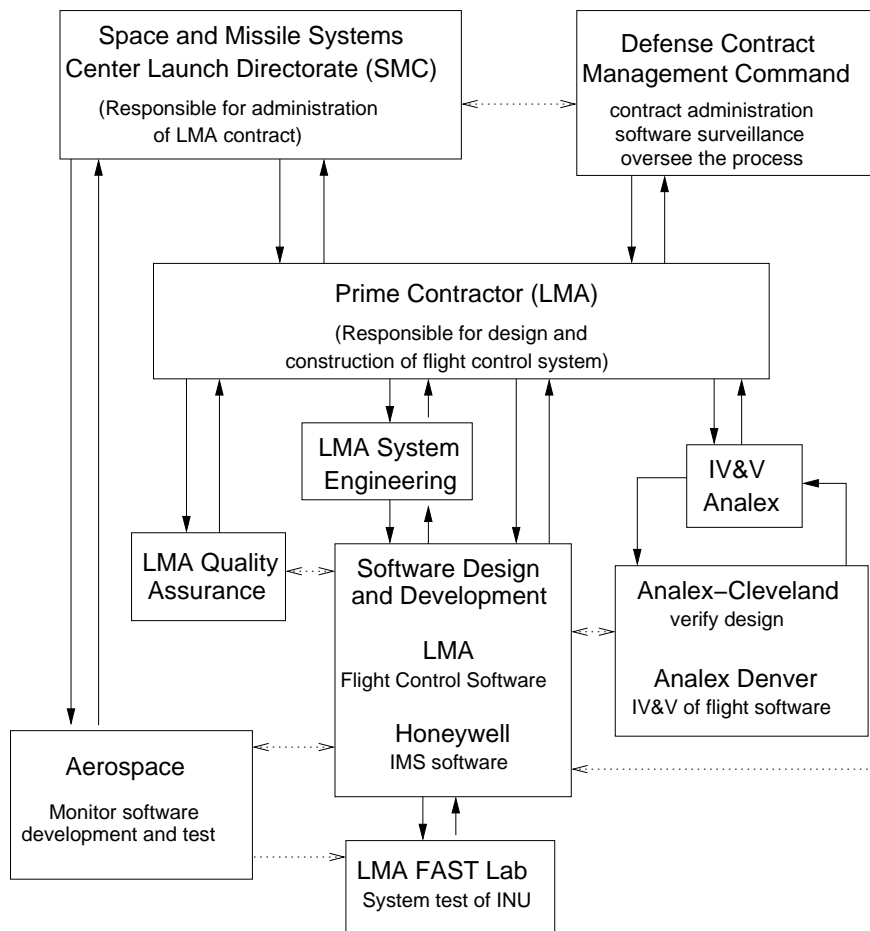 Space and Missile Systems
Center Launch Directorate (SMC)
(Responsible for administration
of LMA contract)
Defense Contract
Management Command
contract administration
software surveillance
oversee the process
Prime Contractor (LMA)
(Responsible for design and
construction of flight control system)
LMA System
Engineering
IV&V
Analex
LMA Quality
Assurance
Software Design
and Development
LMA
Flight Control Software
Honeywell
IMS software
Analex–Cleveland
verify design
Analex Denver
IV&V of flight software
Aerospace
Monitor software
development and test
LMA FAST Lab
System test of INU